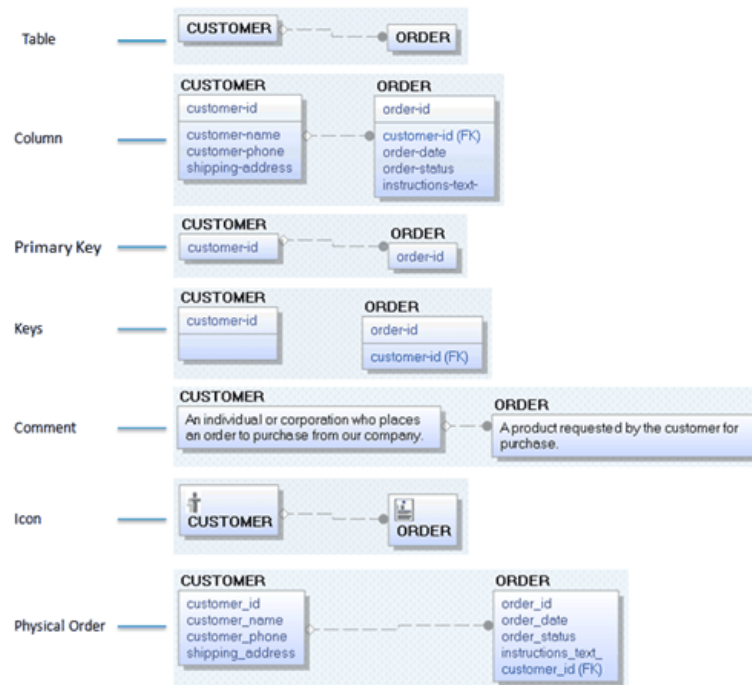 Table
CUSTOMER
ORDER
Column
CUSTOMER
customer-id
customer-name
customer-phone
shipping-address
ORDER
order-id
customer-id (FK)
order-date
order-status
instructions-text-
Primary Key
CUSTOMER
customer-id
ORDER
order-id
Keys
CUSTOMER
customer-id
ORDER
order-id
customer-id (FK)
Comment
CUSTOMER
An individual or corporation who places
an order to purchase from our company.
ORDER
A product requested by the customer for
purchase.
Icon
CUSTOMER
ORDER
Physical Order
CUSTOMER
customer_id
customer_name
customer_phone
shipping_address
ORDER
order_id
order_date
order_status
instructions_text_
customer_id (FK)